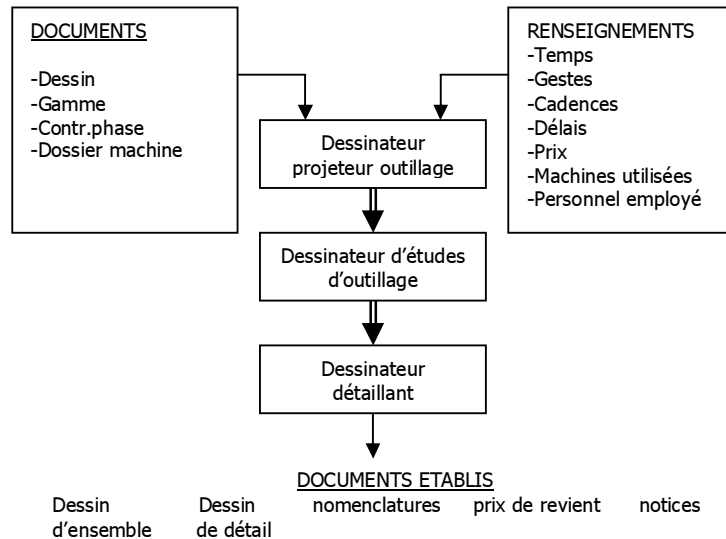 DOCUMENTS
-Dessin
-Gamme
-Contr.phase
-Dossier machine
RENSEIGNEMENTS
-Temps
-Gestes
-Cadences
-Délais
-Prix
-Machines utilisées
-Personnel employé
Dessinateur
projeteur outillage
Dessinateur d’études
d’outillage
Dessinateur
détaillant
DOCUMENTS ETABLIS
Dessin Dessin nomenclatures prix de revient notices
d’ensemble de détail